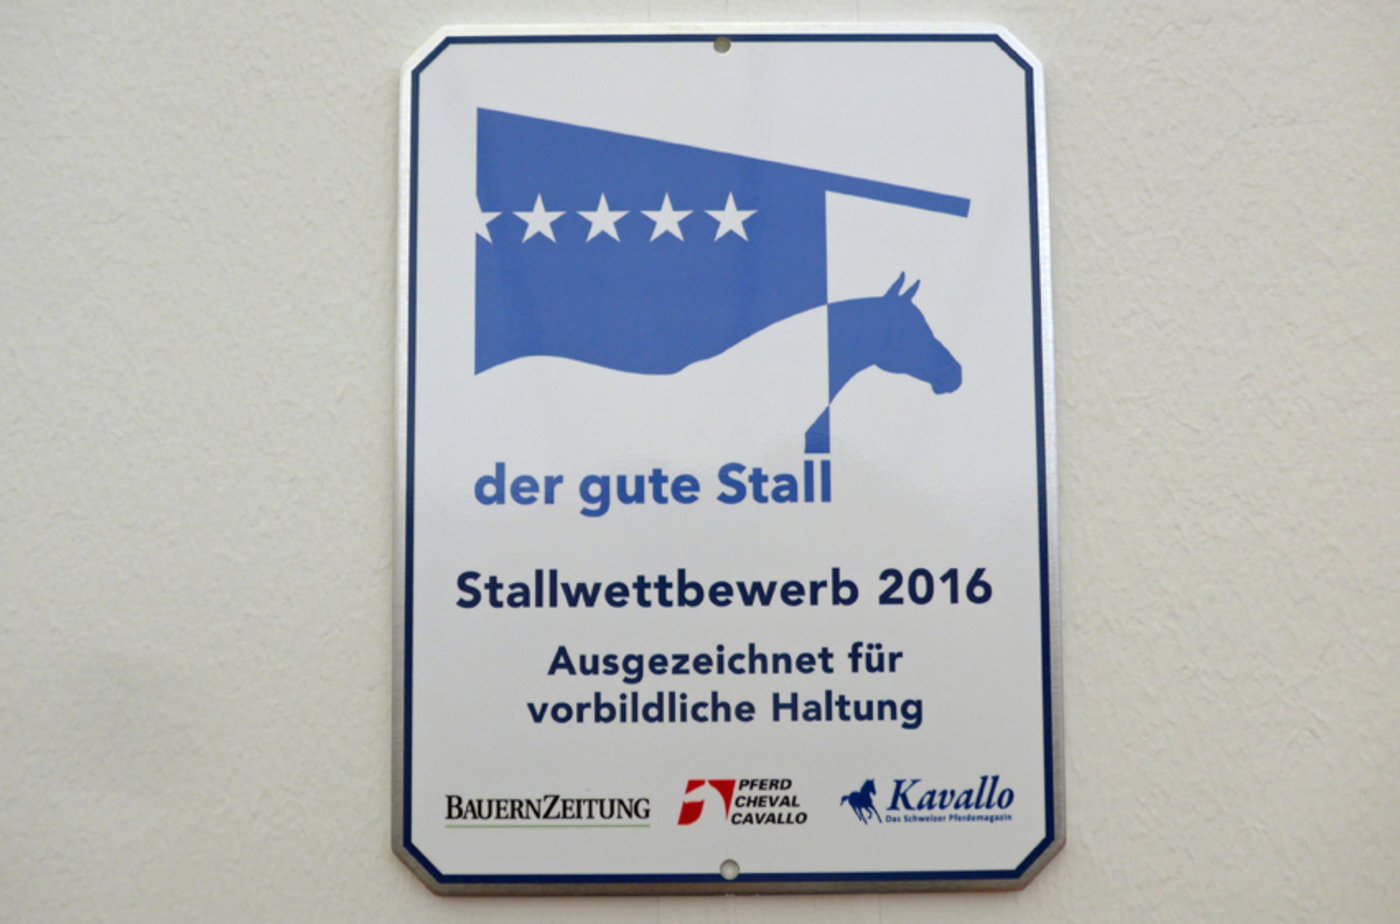 der gute Stall
Stallwettbewerb 2016
Ausgezeichnet für
vorbildliche Haltung
BAUERNZEITUNG
PFERD
CHEVAL
CAVALLO
Kavallo
Das Schweizer Pferdemagazin